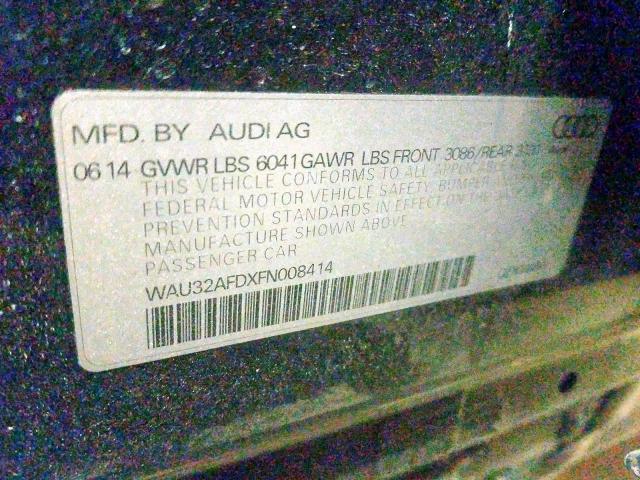 MFD. BY AUDI AG
06 14 GVWR LBS 6041 GAWR LBS FRONT 3086/REAR
THIS VEHICLE CONFORMS TO ALL APPLICABLE
FEDERAL MOTOR VEHICLE SAFETY, BUMPER
PREVENTION STANDARDS IN EFFECT ON THE
MANUFACTURE SHOWN ABOVE
PASSENGER CAR
WAU32AFDXFN008414